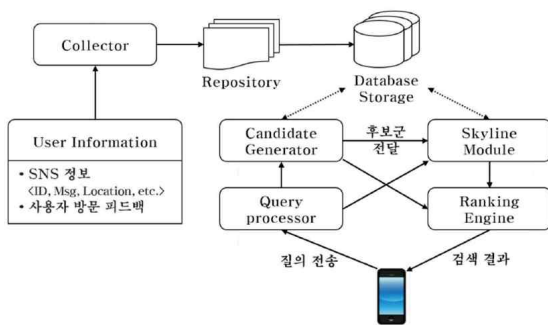 Collector
Repository
Database
Storage
User Information
• SNS 정보
<ID, Msg, Location, etc.>
• 사용자 방문 피드백
Candidate
Generator
후보군
전달
Skyline
Module
Query
processor
Ranking
Engine
질의 전송
검색 결과